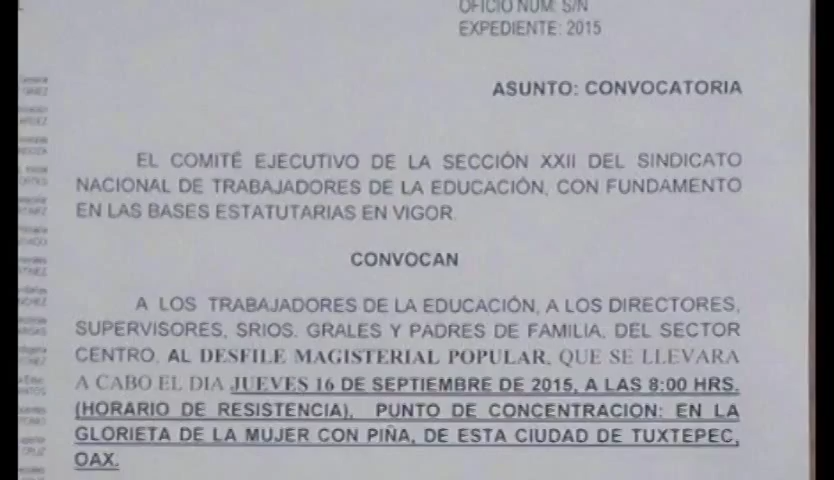 OFICIO NUM: S/N
EXPEDIENTE: 2015
ASUNTO: CONVOCATORIA
EL COMITÉ EJECUTIVO DE LA SECCIÓN XXII DEL SINDICATO
NACIONAL DE TRABAJADORES DE LA EDUCACIÓN, CON FUNDAMENTO
EN LAS BASES ESTATUTARIAS EN VIGOR.
CONVOCAN
A LOS TRABAJADORES DE LA EDUCACIÓN, A LOS DIRECTORES,
SUPERVISORES, SRIOS. GRALES Y PADRES DE FAMILIA, DEL SECTOR
CENTRO, AL DESFILE MAGISTERIAL POPULAR, QUE SE LLEVARA
A CABO EL DIA JUEVES 16 DE SEPTIEMBRE DE 2015, A LAS 8:00 HRS.
(HORARIO DE RESISTENCIA), PUNTO DE CONCENTRACION: EN LA
GLORIETA DE LA MUJER CON PIÑA, DE ESTA CIUDAD DE TUXTEPEC,
OAX.